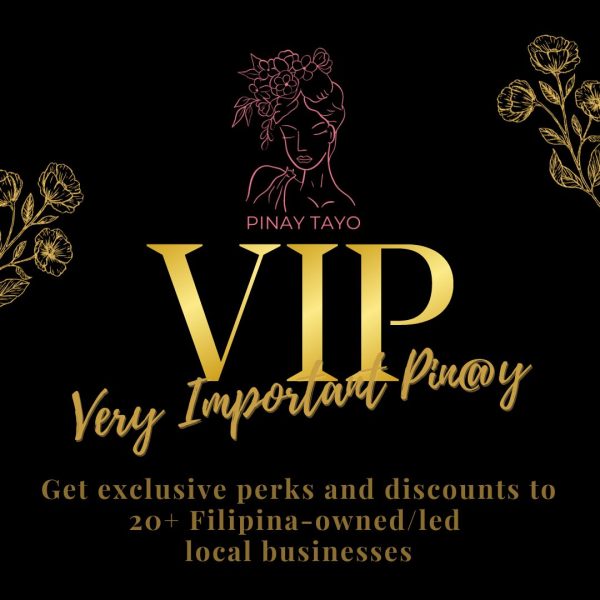 PINAY TAYO
VIP
Very Important Pin@y
Get exclusive perks and discounts to
20+ Filipina-owned/led
local businesses